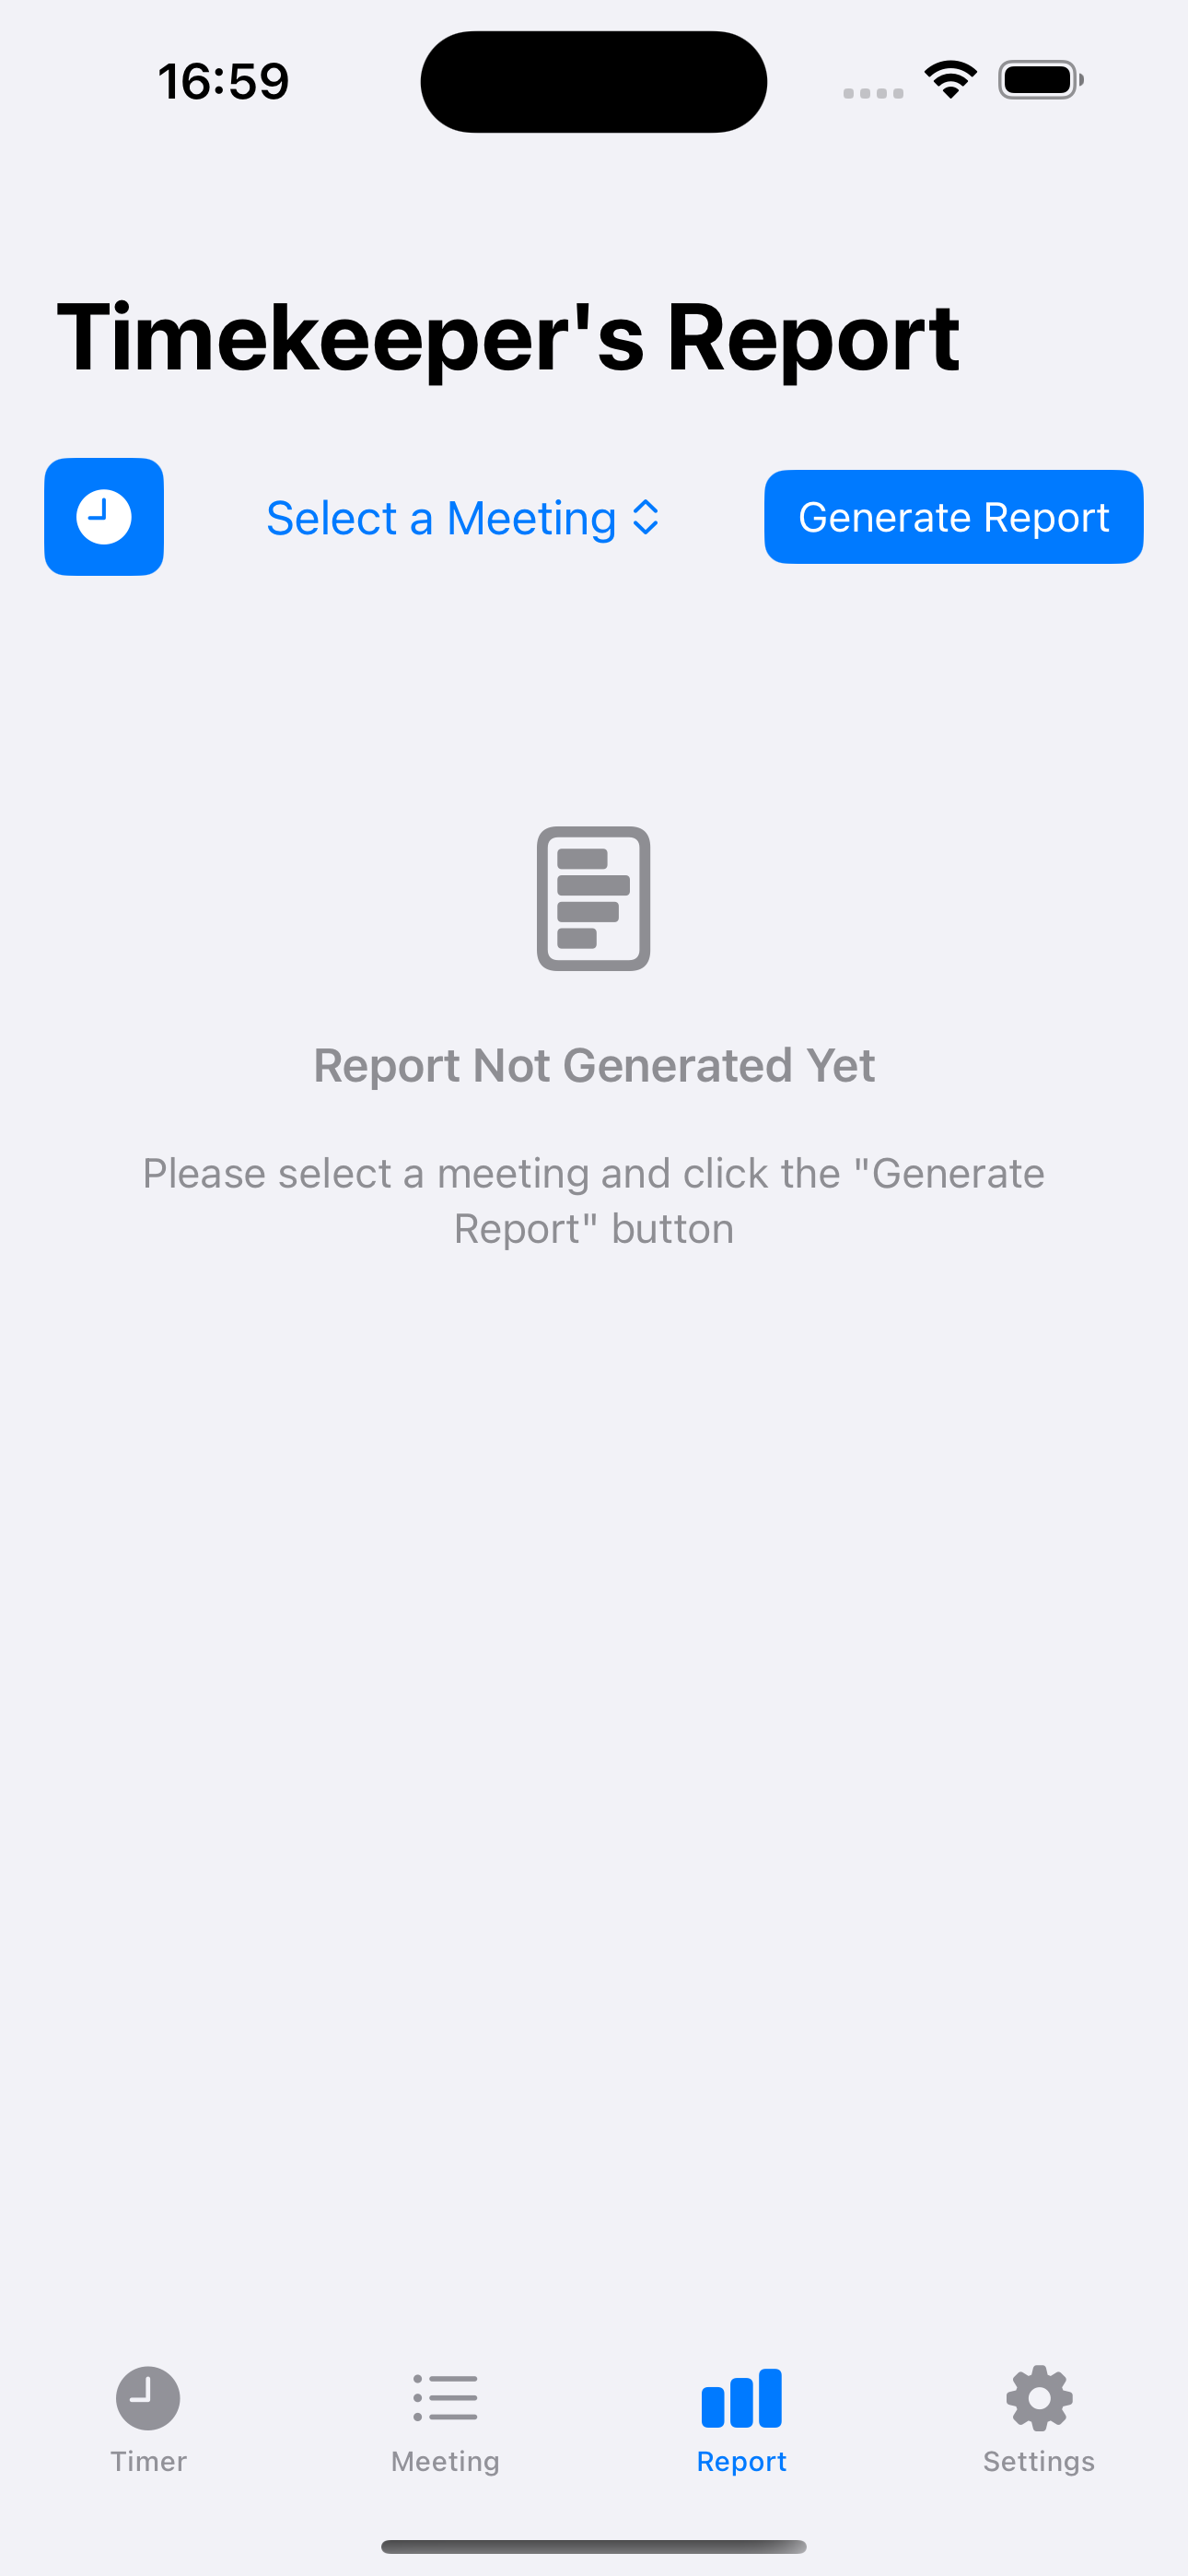 16:59
Timekeeper's Report
Select a Meeting
Generate Report
Report Not Generated Yet
Please select a meeting and click the "Generate
Report" button
Timer
Meeting
Report
Settings